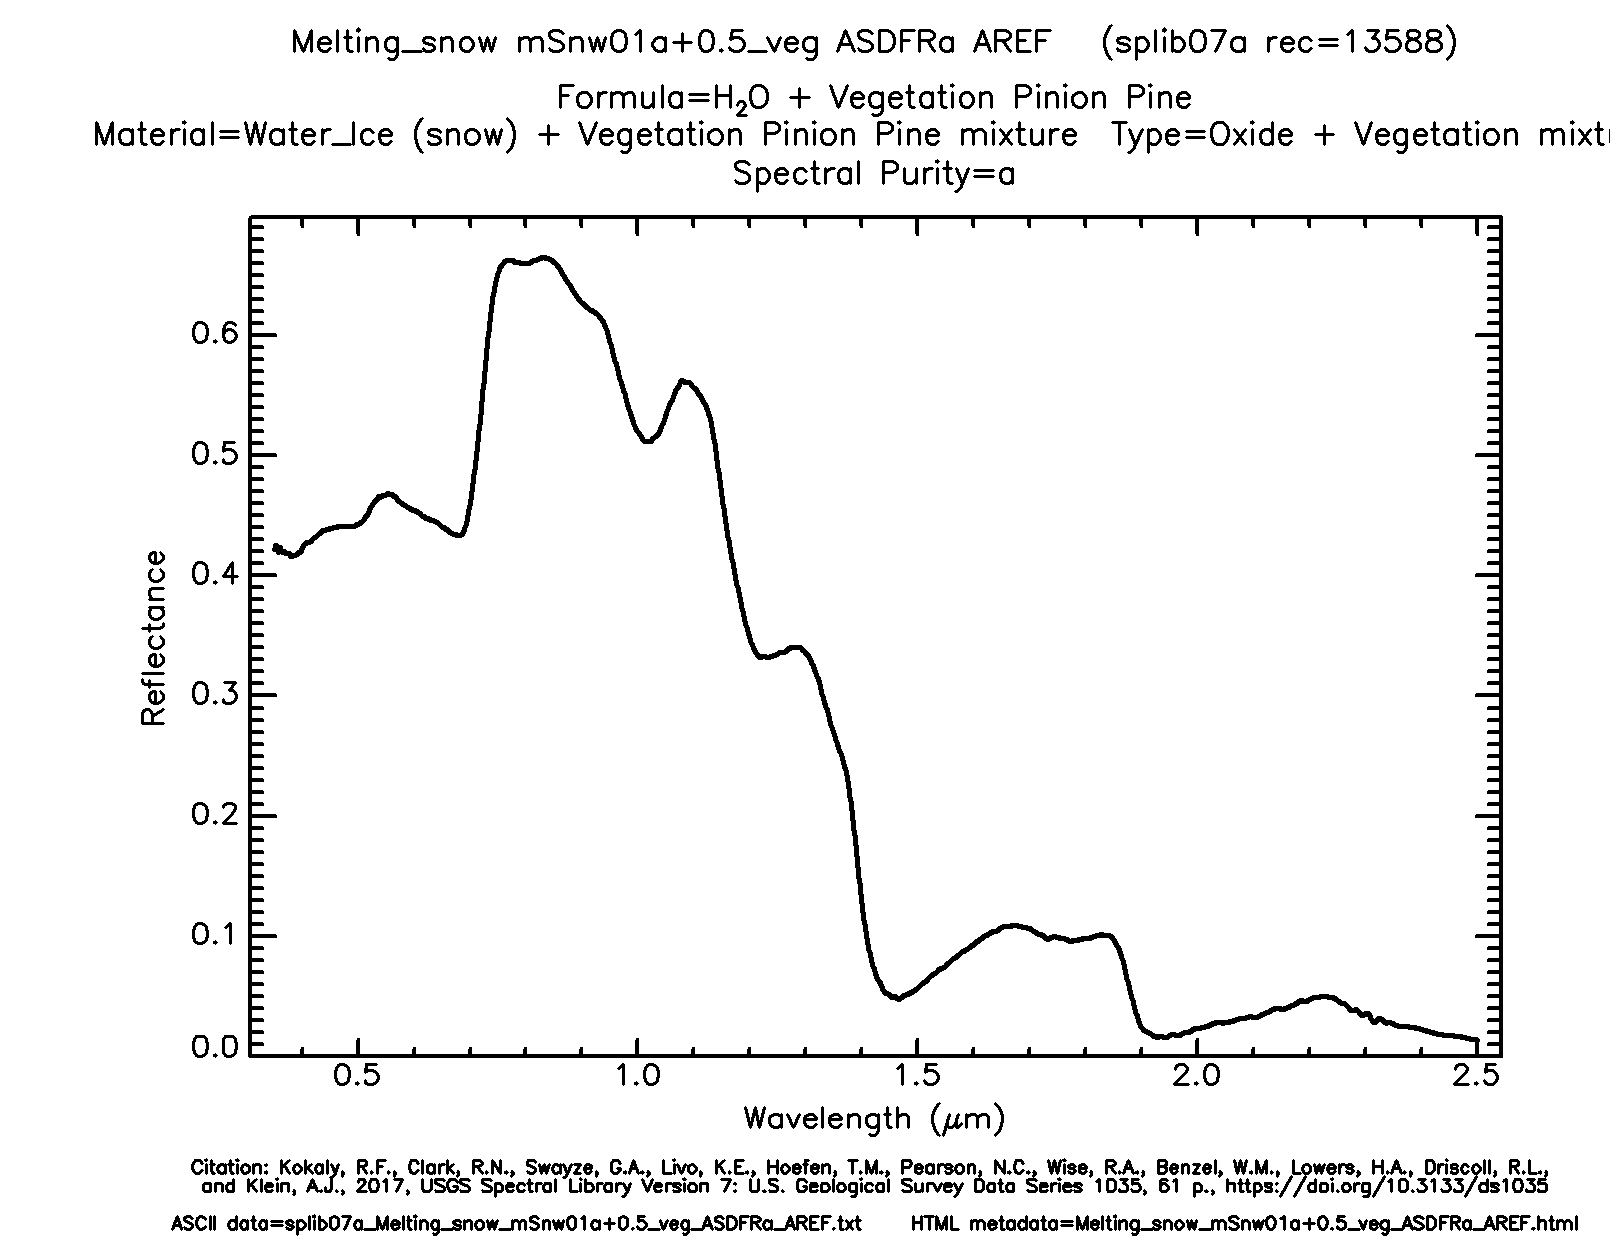 Melting_snow mSnw01a+0.5_veg ASDFRa AREF (splib07a rec=13588)
Formula=H₂O + Vegetation Pinion Pine
Material=Water_Ice (snow) + Vegetation Pinion Pine mixture Type=Oxide + Vegetation mixtu
Spectral Purity=a
Reflectance
0.6
0.5
0.4
0.3
0.2
0.1
0.0
0.5 1.0 1.5 2.0 2.5
Wavelength (μm)
Citation: Kokaly, R.F., Clark, R.N., Swayze, G.A., Livo, K.E., Hoefen, T.M., Pearson, N.C., Wise, R.A., Benzel, W.M., Lowers, H.A., Driscoll, R.L.,
and Klein, A.J., 2017, USGS Spectral Library Version 7: U.S. Geological Survey Data Series 1035, 61 p., https://doi.org/10.3133/ds1035
ASCII data=splib07a_Melting_snow_mSnw01a+0.5_veg_ASDFRa_AREF.txt HTML metadata=Melting_snow_mSnw01a+0.5_veg_ASDFRa_AREF.html